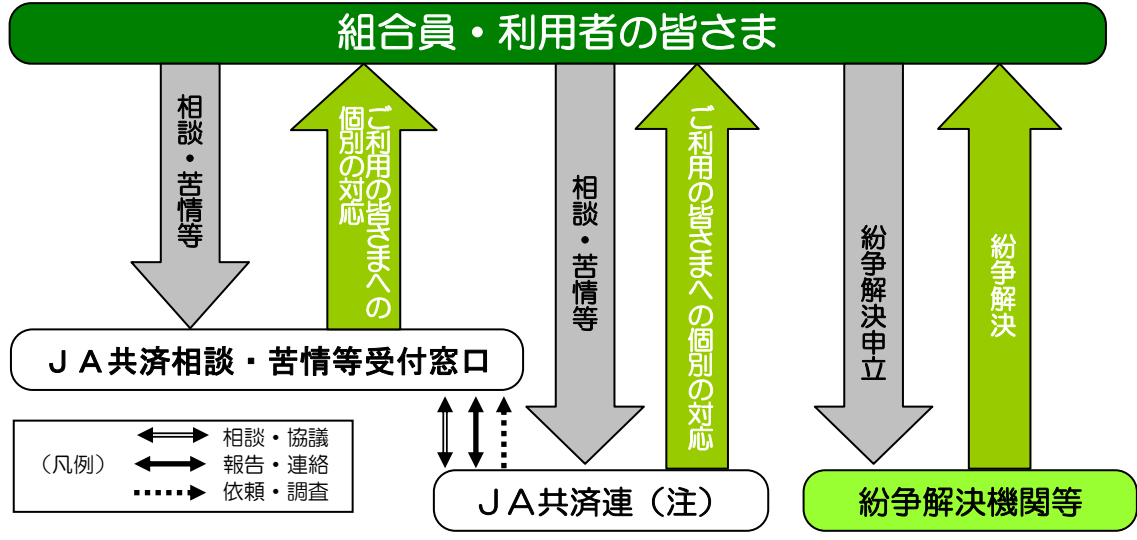 組合員・利用者の皆さま
相談・苦情等
ご利用の皆さまへの
個別の対応
相談・苦情等
ご利用の皆さまへの個別の対応
紛争解決申立
紛争解決
JA共済相談・苦情等受付窓口
(凡例)
相談・協議
報告・連絡
依頼・調査
JA共済連(注)
紛争解決機関等